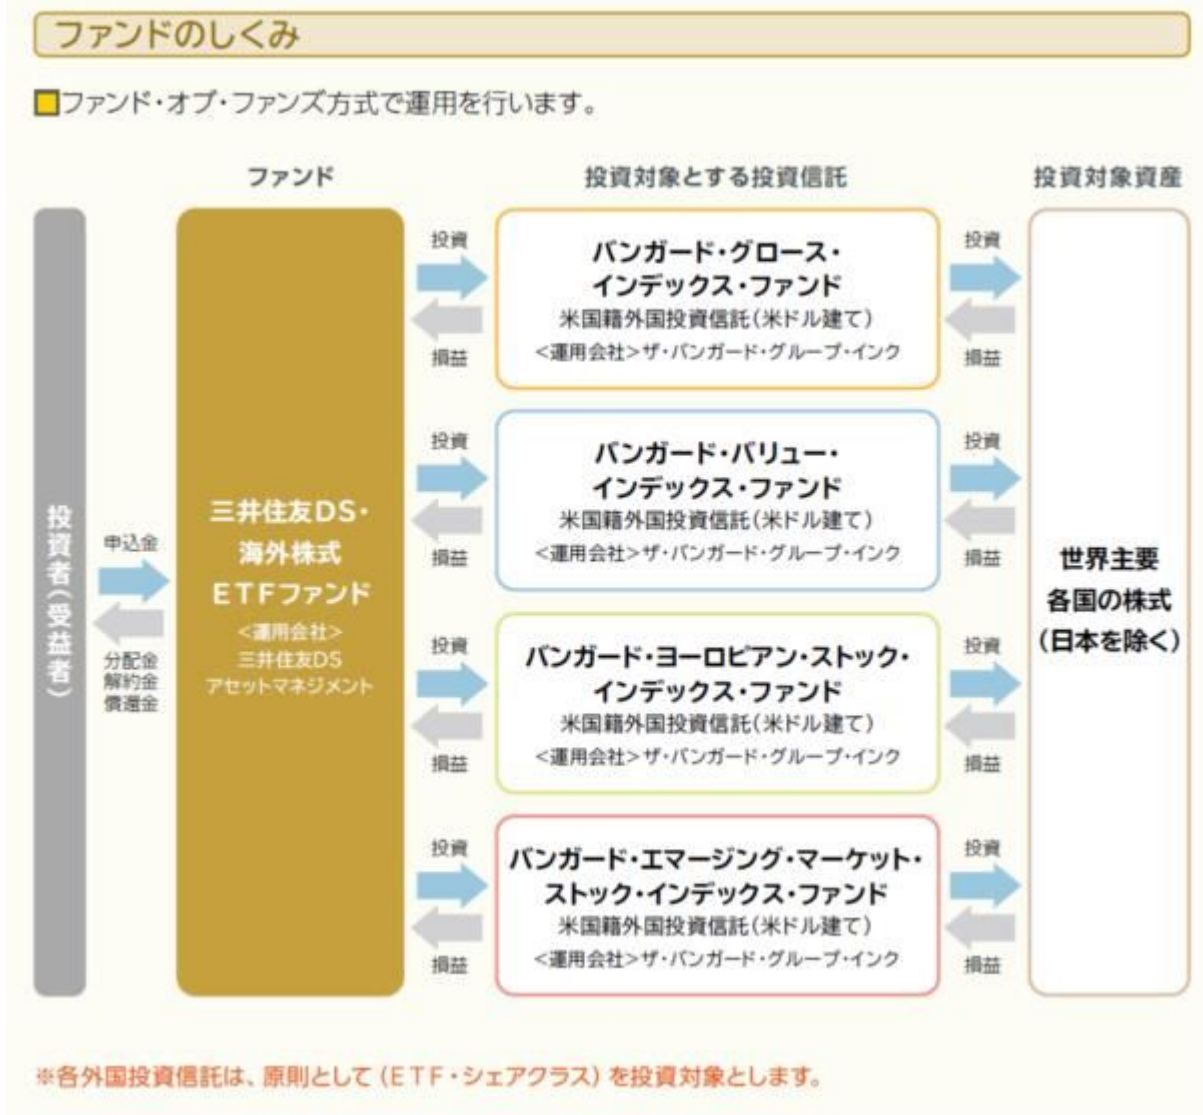 ファンドのしくみ
ファンド・オブ・ファンズ方式で運用を行います。
ファンド
投資対象とする投資信託
投資対象資産
投資者(受益者)
申込金
分配金
解約金
償還金
三井住友DS・
海外株式
ETFファンド
<運用会社>
三井住友DS
アセットマネジメント
投資
損益
バンガード・グロース・
インデックス・ファンド
米国籍外国投資信託(米ドル建て)
<運用会社>ザ・バンガード・グループ・インク
投資
損益
投資
損益
バンガード・バリュー・
インデックス・ファンド
米国籍外国投資信託(米ドル建て)
<運用会社>ザ・バンガード・グループ・インク
投資
損益
投資
損益
バンガード・ヨーロピアン・ストック・
インデックス・ファンド
米国籍外国投資信託(米ドル建て)
<運用会社>ザ・バンガード・グループ・インク
投資
損益
投資
損益
バンガード・エマージング・マーケット・
ストック・インデックス・ファンド
米国籍外国投資信託(米ドル建て)
<運用会社>ザ・バンガード・グループ・インク
投資
損益
世界主要
各国の株式
(日本を除く)
※各外国投資信託は、原則として(ETF・シェアクラス)を投資対象とします。